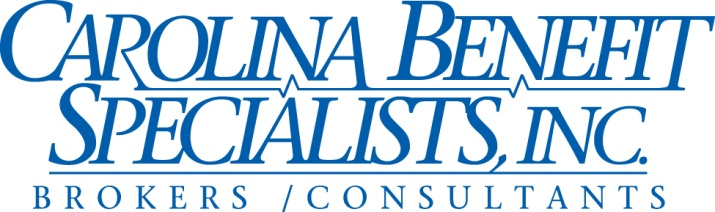 CAROLINA BENEFIT
SPECIALISTS, INC.
BROKERS / CONSULTANTS